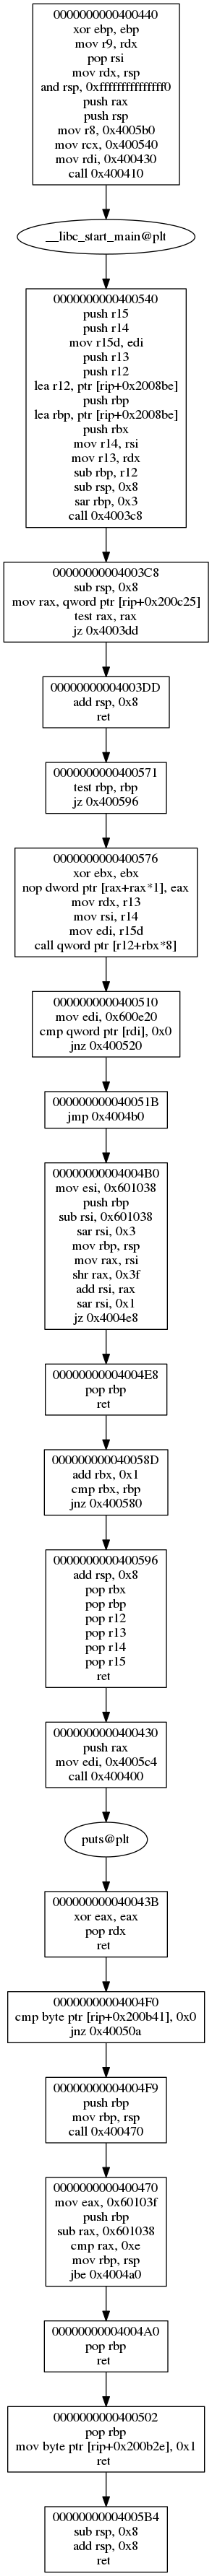 0000000000400440
xor ebp, ebp
mov r9, rdx
pop rsi
mov rdx, rsp
and rsp, 0xfffffffffffffff0
push rax
push rsp
mov r8, 0x4005b0
mov rcx, 0x400540
mov rdi, 0x400430
call 0x400410
__libc_start_main@plt
0000000000400540
push r15
push r14
mov r15d, edi
push r13
push r12
lea r12, ptr [rip+0x2008be]
push rbp
lea rbp, ptr [rip+0x2008be]
push rbx
mov r14, rsi
mov r13, rdx
sub rbp, r12
sub rsp, 0x8
sar rbp, 0x3
call 0x4003c8
00000000004003C8
sub rsp, 0x8
mov rax, qword ptr [rip+0x200c25]
test rax, rax
jz 0x4003dd
00000000004003DD
add rsp, 0x8
ret
0000000000400571
test rbp, rbp
jz 0x400596
0000000000400576
xor ebx, ebx
nop dword ptr [rax+rax*1], eax
mov rdx, r13
mov rsi, r14
mov edi, r15d
call qword ptr [r12+rbx*8]
0000000000400510
mov edi, 0x600e20
cmp qword ptr [rdi], 0x0
jnz 0x400520
000000000040051B
jmp 0x4004b0
00000000004004B0
mov esi, 0x601038
push rbp
sub rsi, 0x601038
sar rsi, 0x3
mov rbp, rsp
mov rax, rsi
shr rax, 0x3f
add rsi, rax
sar rsi, 0x1
jz 0x4004e8
00000000004004E8
pop rbp
ret
000000000040058D
add rbx, 0x1
cmp rbx, rbp
jnz 0x400580
0000000000400596
add rsp, 0x8
pop rbx
pop rbp
pop r12
pop r13
pop r14
pop r15
ret
0000000000400430
push rax
mov edi, 0x4005c4
call 0x400400
puts@plt
000000000040043B
xor eax, eax
pop rdx
ret
00000000004004F0
cmp byte ptr [rip+0x200b41], 0x0
jnz 0x40050a
00000000004004F9
push rbp
mov rbp, rsp
call 0x400470
0000000000400470
mov eax, 0x60103f
push rbp
sub rax, 0x601038
cmp rax, 0xe
mov rbp, rsp
jbe 0x4004a0
00000000004004A0
pop rbp
ret
0000000000400502
pop rbp
mov byte ptr [rip+0x200b2e], 0x1
ret
00000000004005B4
sub rsp, 0x8
add rsp, 0x8
ret